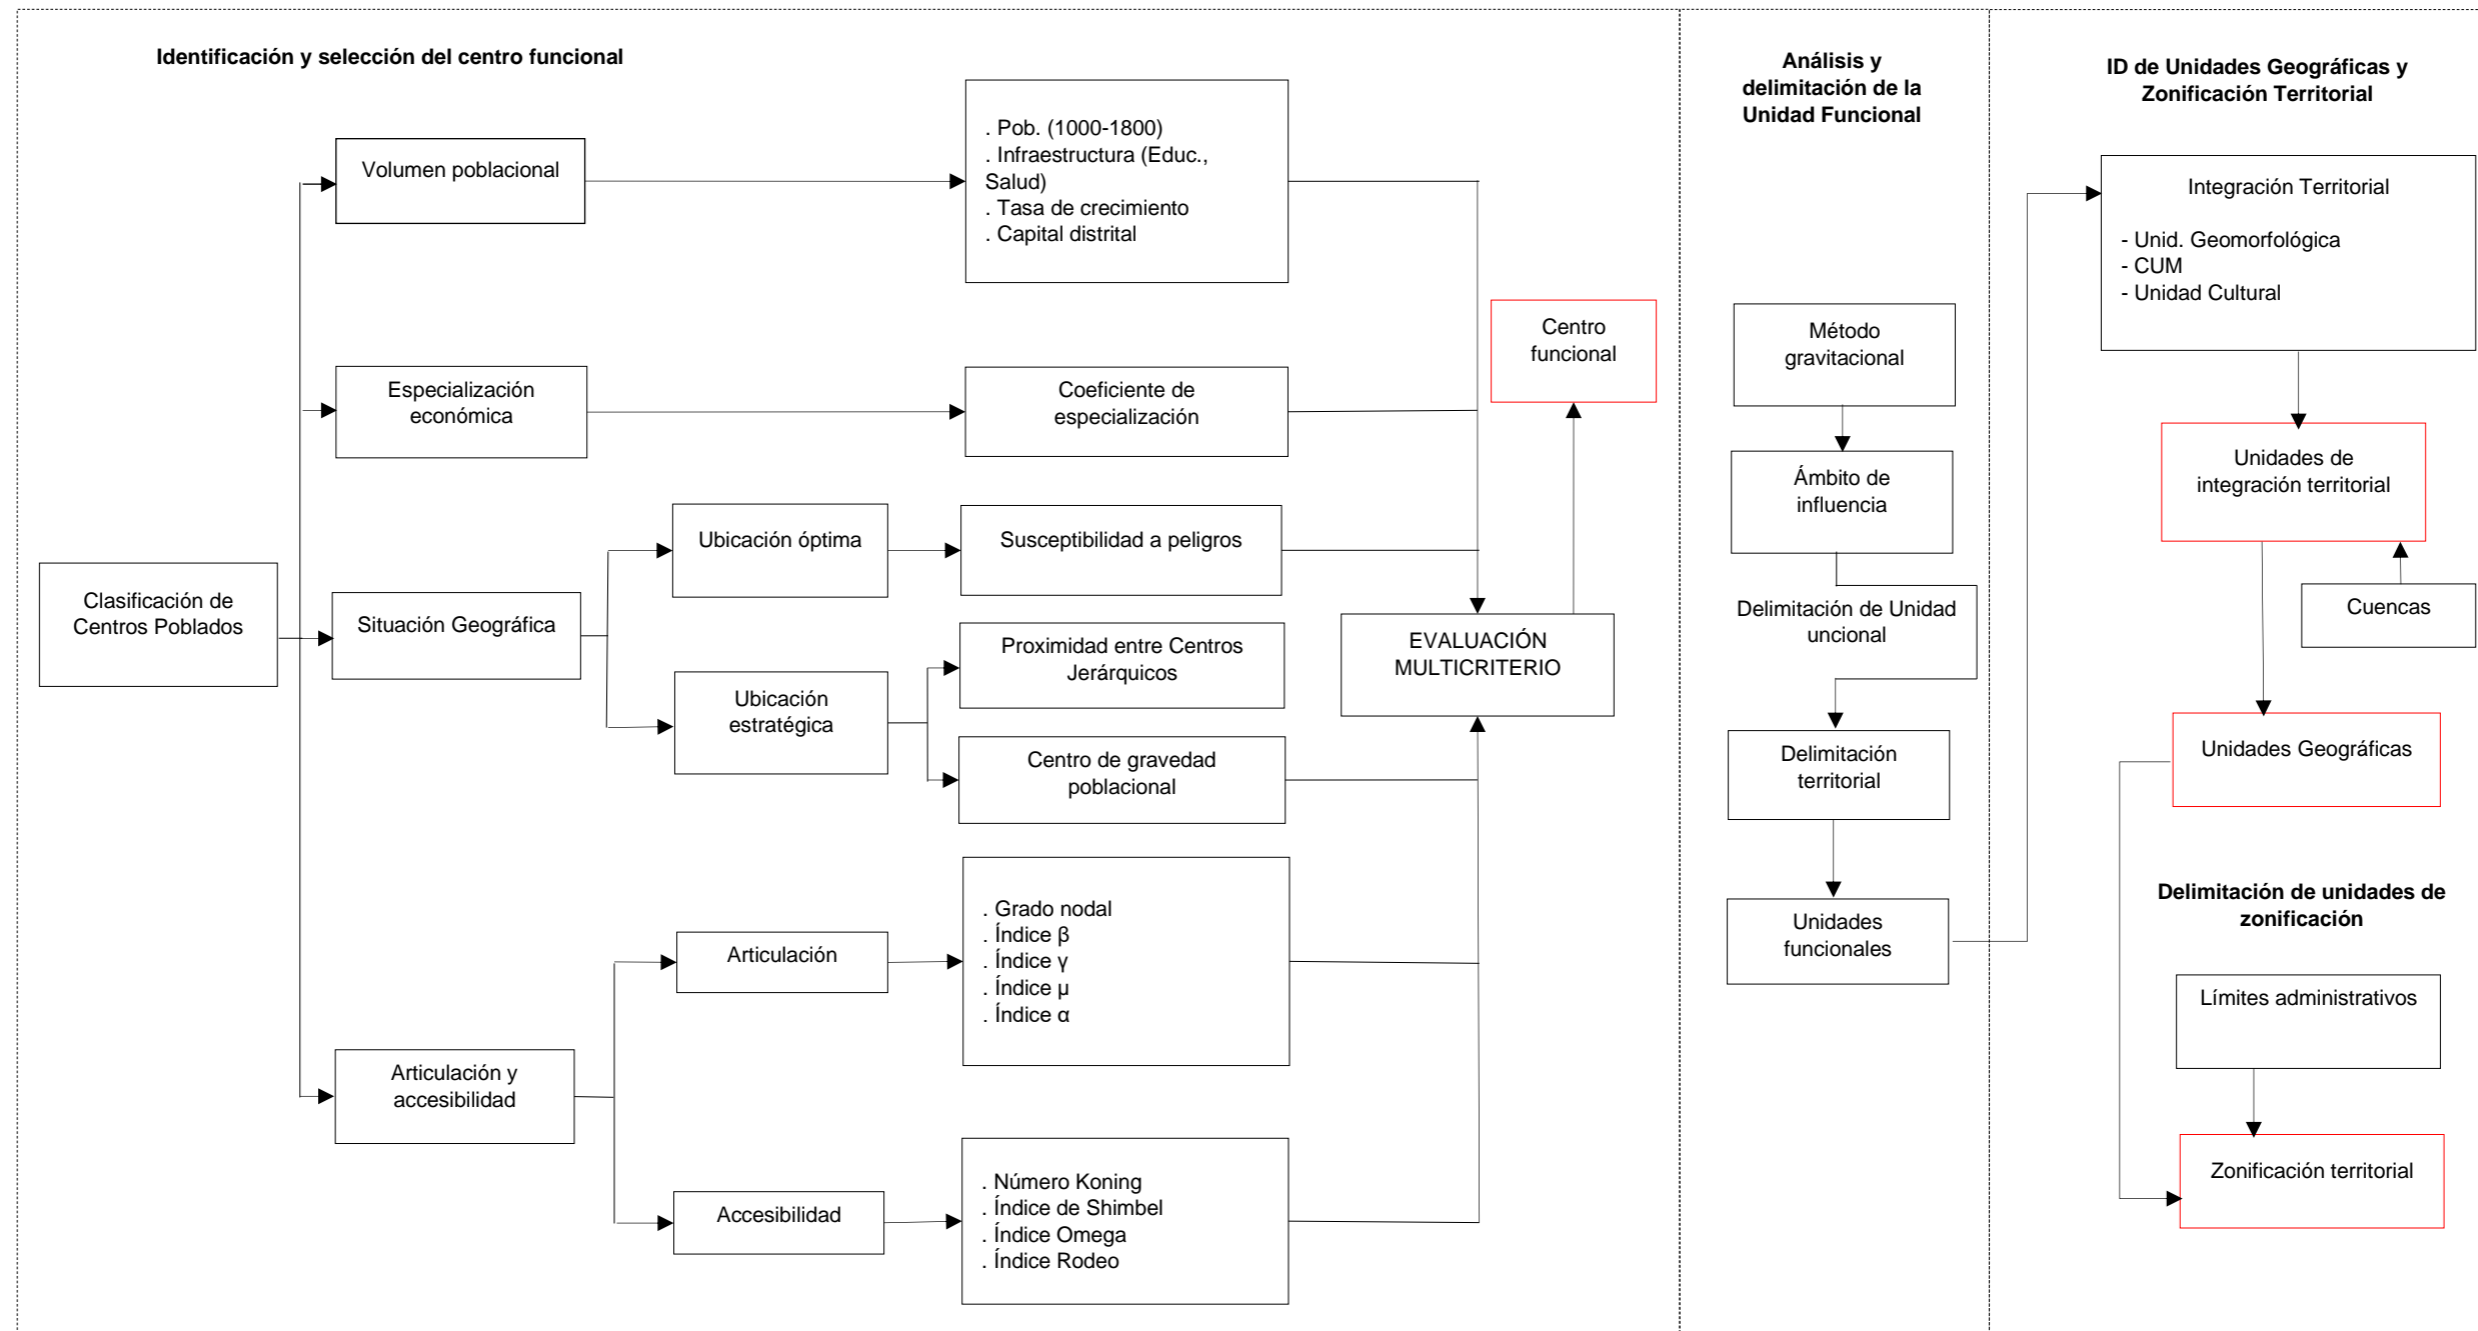 Identificación y selección del centro funcional
Clasificación de
Centros Poblados
Volumen poblacional
. Pob. (1000-1800)
. Infraestructura (Educ.,
Salud)
. Tasa de crecimiento
. Capital distrital
Especialización
económica
Coeficiente de
especialización
Situación Geográfica
Ubicación óptima
Susceptibilidad a peligros
Ubicación
estratégica
Proximidad entre Centros
Jerárquicos
Centro de gravedad
poblacional
Articulación y
accesibilidad
Articulación
. Grado nodal
. Índice β
. Índice γ
. Índice μ
. Índice α
Accesibilidad
. Número Koning
. Índice de Shimbel
. Índice Omega
. Índice Rodeo
EVALUACIÓN
MULTICRITERIO
Centro
funcional
Análisis y
delimitación de la
Unidad Funcional
Método
gravitacional
Ámbito de
influencia
Delimitación de Unidad
uncional
Delimitación
territorial
Unidades
funcionales
ID de Unidades Geográficas y
Zonificación Territorial
Integración Territorial
- Unid. Geomorfológica
- CUM
- Unidad Cultural
Unidades de
integración territorial
Cuencas
Unidades Geográficas
Delimitación de unidades de
zonificación
Límites administrativos
Zonificación territorial